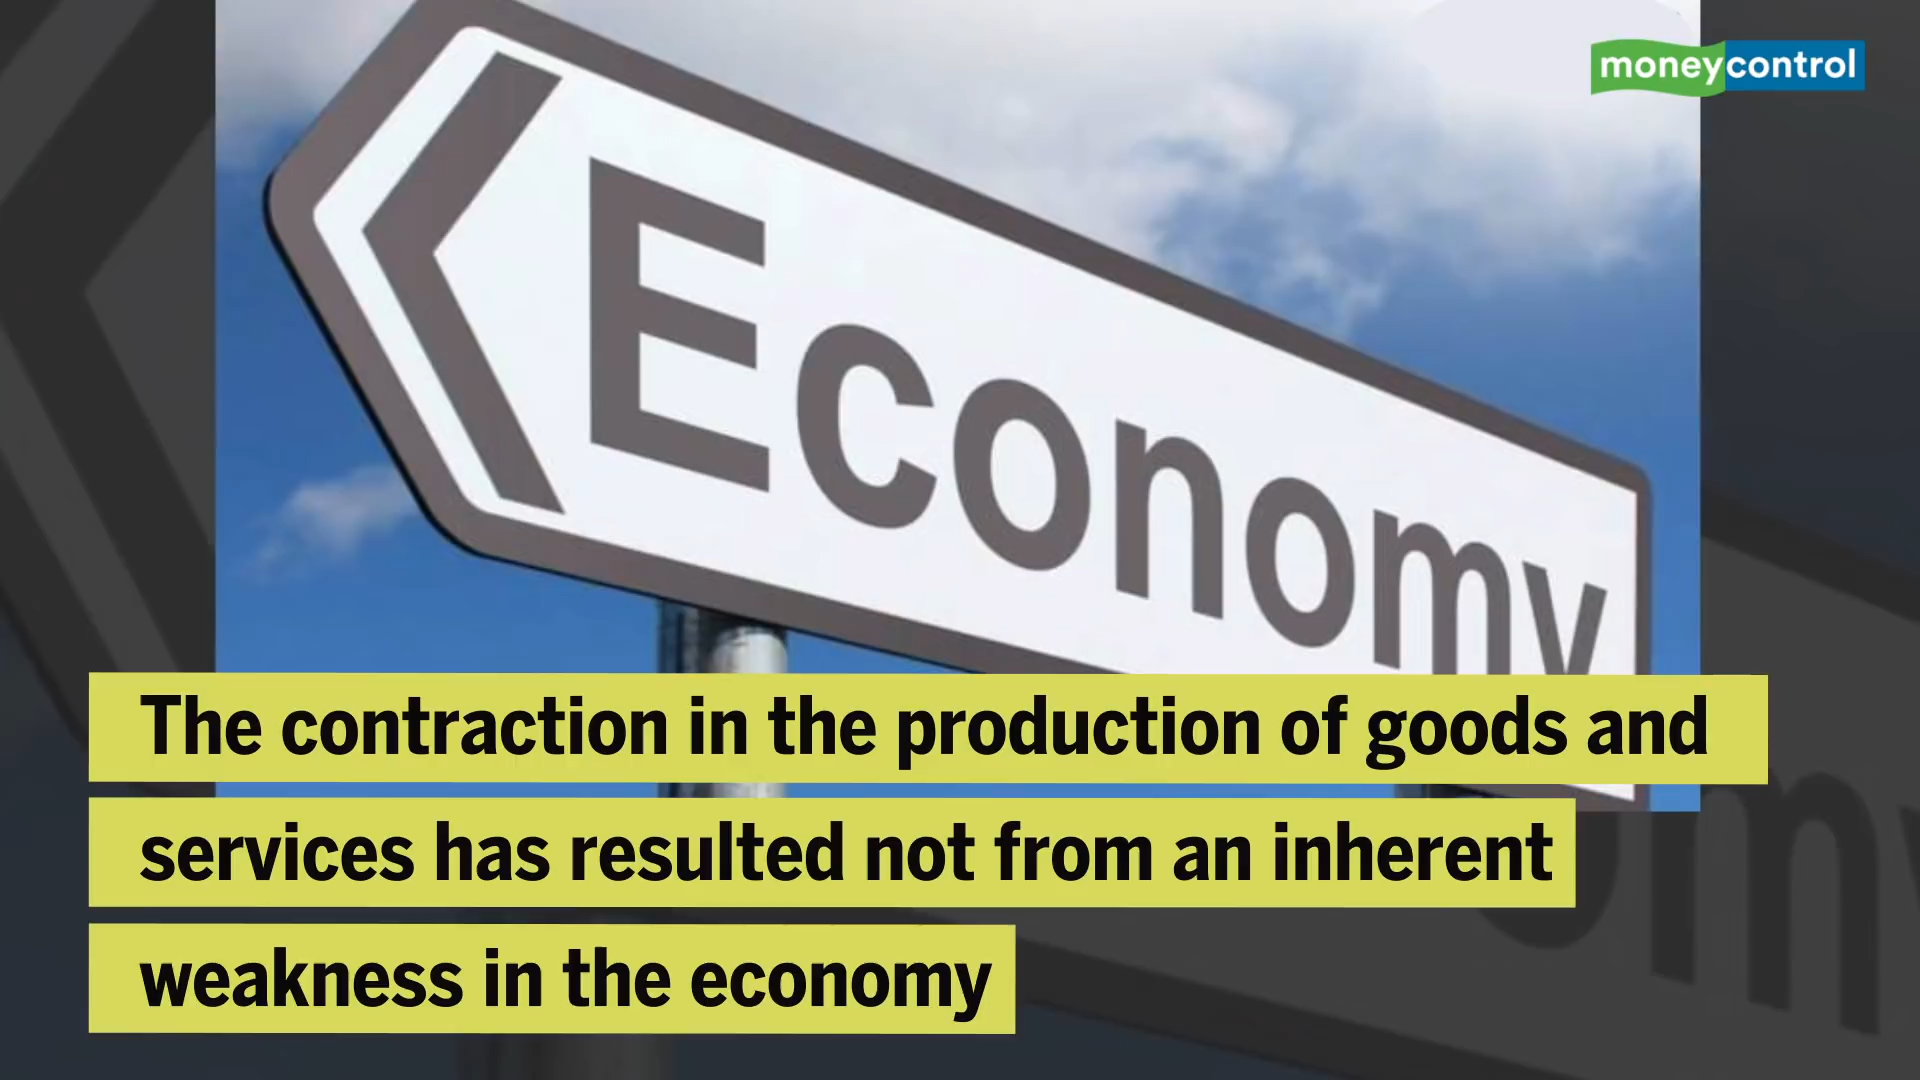 moneycontrol
Economy
The contraction in the production of goods and
services has resulted not from an inherent
weakness in the economy